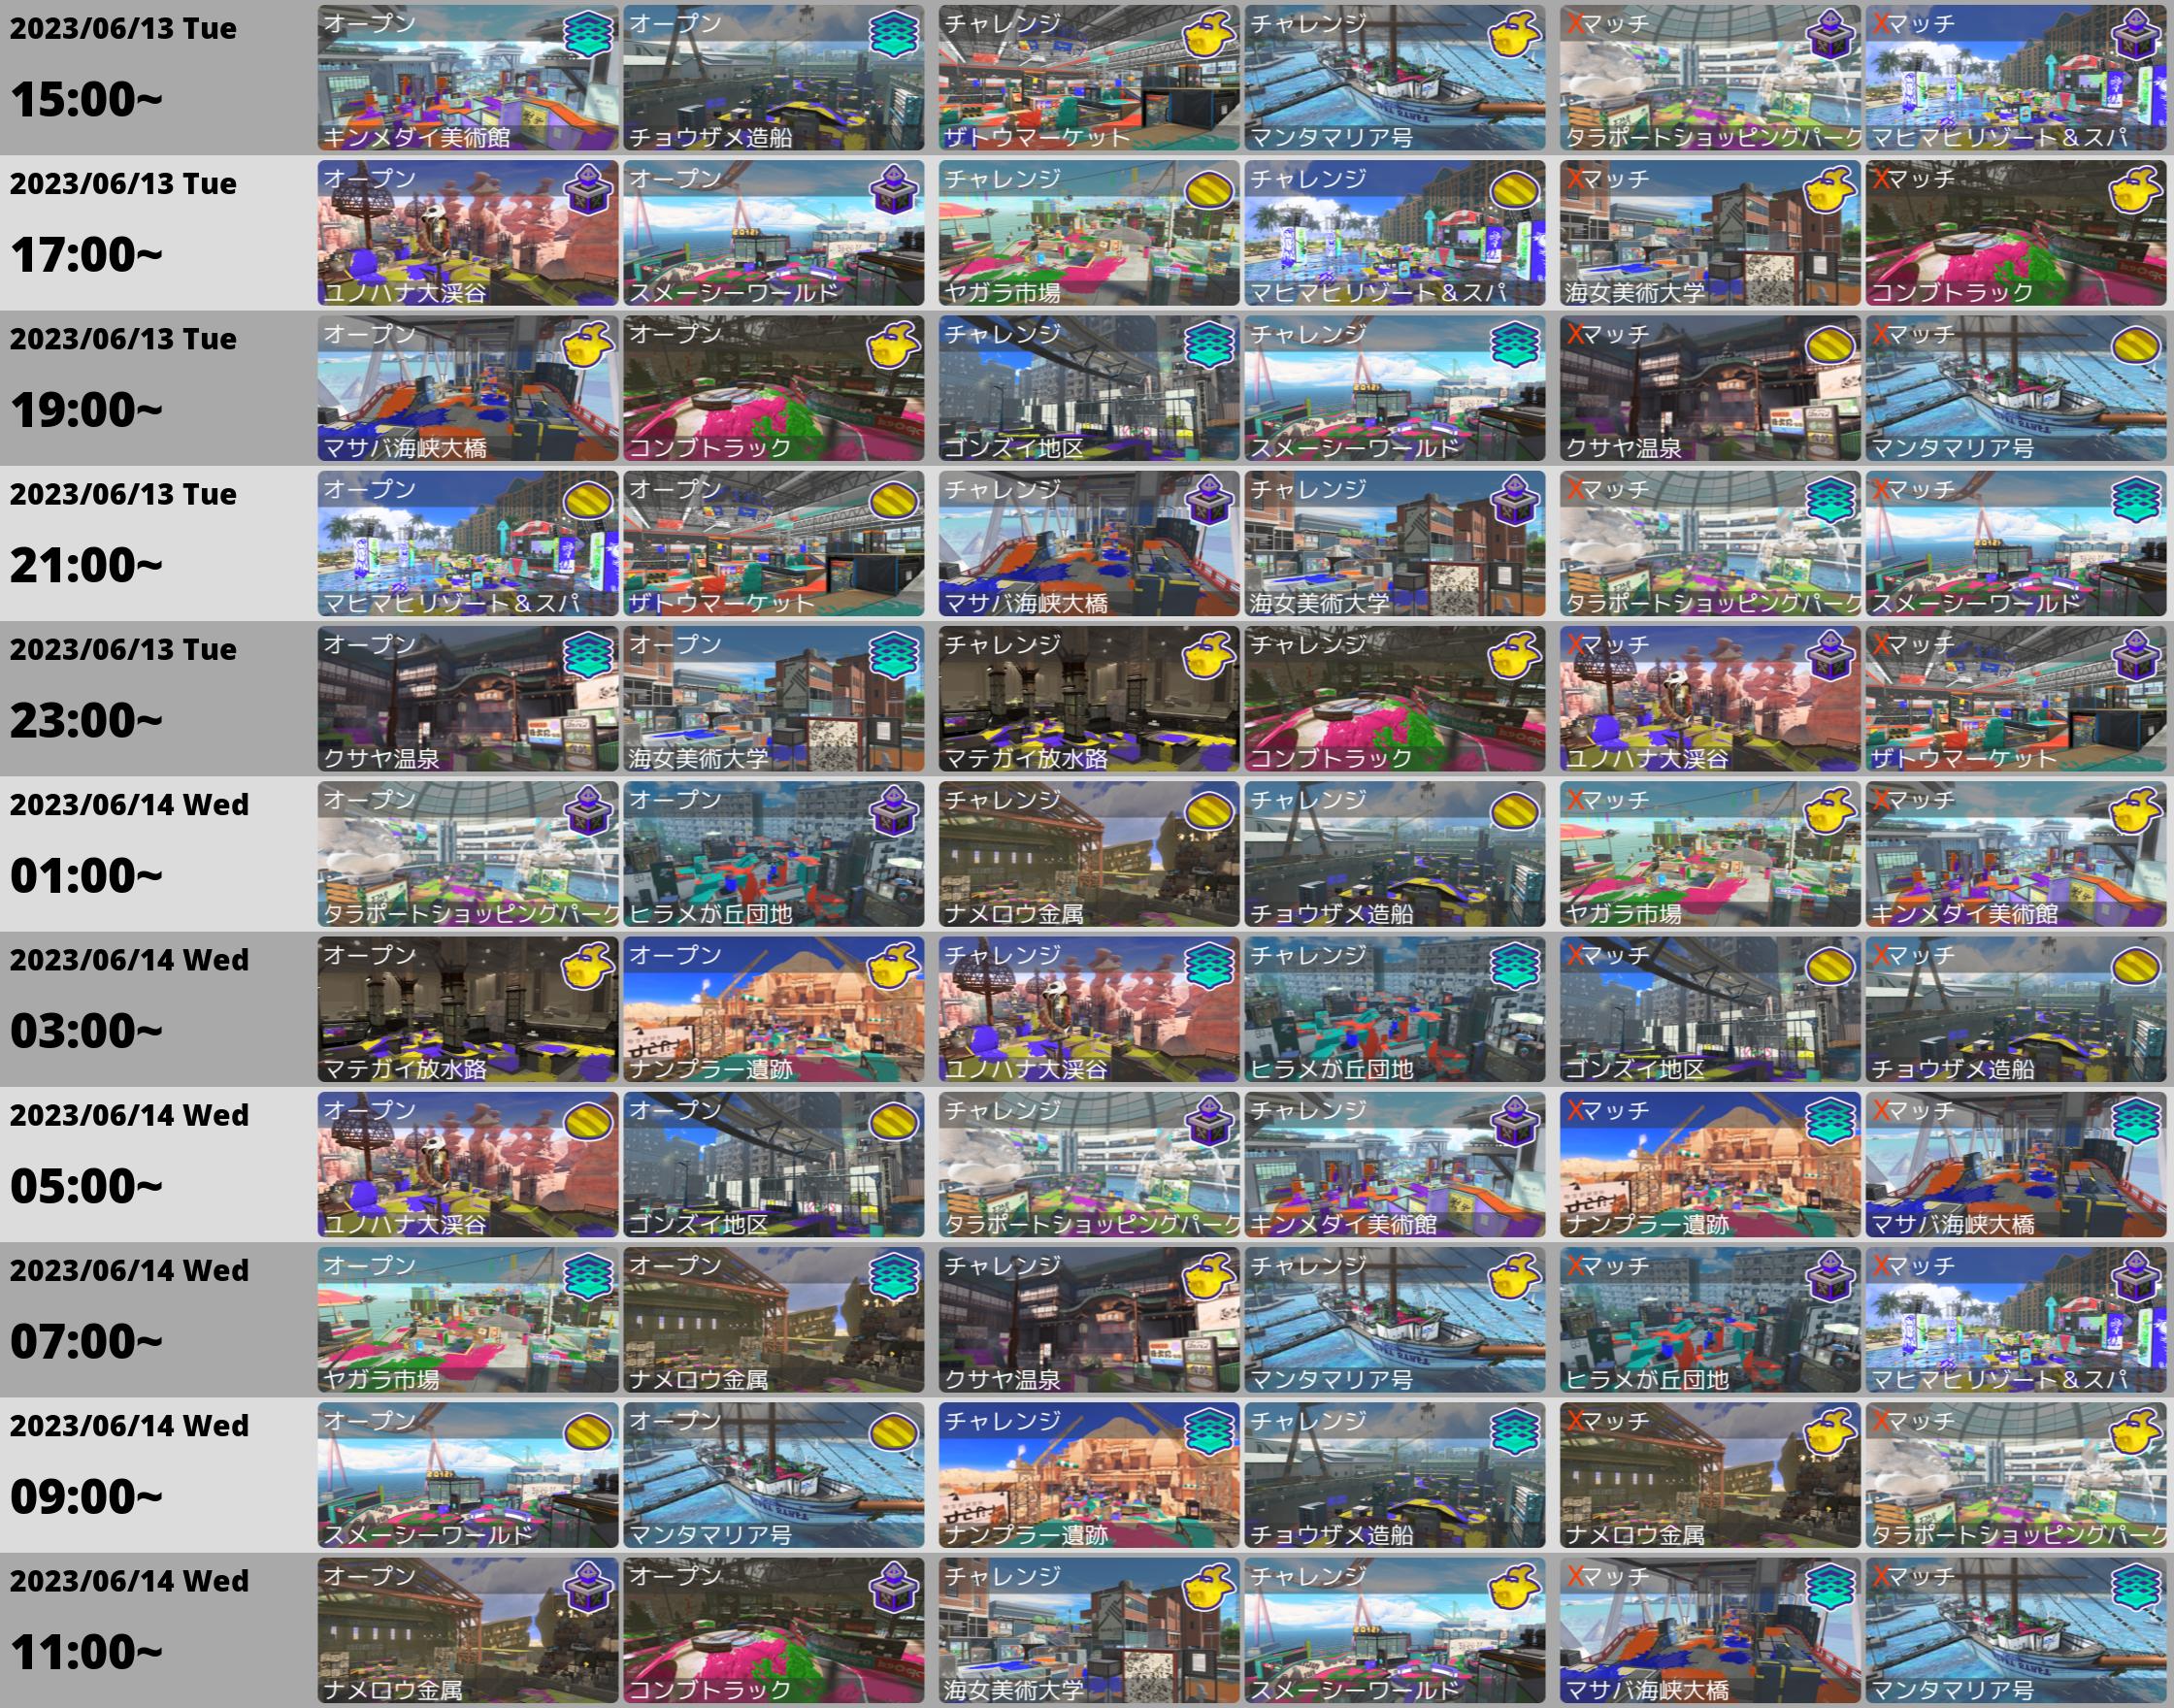 2023/06/13 Tue
15:00~
オープン
キンメダイ美術館
オープン
チョウザメ造船
チャレンジ
ザトウマーケット
チャレンジ
マンタマリア号
Xマッチ
タラポートショッピングパーク
Xマッチ
マヒマヒリゾート&スパ
2023/06/13 Tue
17:00~
オープン
ユノハナ大渓谷
オープン
スメーシーワールド
チャレンジ
ヤガラ市場
チャレンジ
マヒマヒリゾート&スパ
Xマッチ
海女美術大学
Xマッチ
コンブトラック
2023/06/13 Tue
19:00~
オープン
マサバ海峡大橋
オープン
コンブトラック
チャレンジ
ゴンズイ地区
チャレンジ
スメーシーワールド
Xマッチ
クサヤ温泉
Xマッチ
マンタマリア号
2023/06/13 Tue
21:00~
オープン
マヒマヒリゾート&スパ
オープン
ザトウマーケット
チャレンジ
マサバ海峡大橋
チャレンジ
海女美術大学
Xマッチ
タラポートショッピングパーク
Xマッチ
スメーシーワールド
2023/06/13 Tue
23:00~
オープン
クサヤ温泉
オープン
海女美術大学
チャレンジ
マテガイ放水路
チャレンジ
コンブトラック
Xマッチ
ユノハナ大渓谷
Xマッチ
ザトウマーケット
2023/06/14 Wed
01:00~
オープン
タラポートショッピングパーク
オープン
ヒラメが丘団地
チャレンジ
ナメロウ金属
チャレンジ
チョウザメ造船
Xマッチ
ヤガラ市場
Xマッチ
キンメダイ美術館
2023/06/14 Wed
03:00~
オープン
マテガイ放水路
オープン
ナンプラー遺跡
チャレンジ
ユノハナ大渓谷
チャレンジ
ヒラメが丘団地
Xマッチ
ゴンズイ地区
Xマッチ
チョウザメ造船
2023/06/14 Wed
05:00~
オープン
ユノハナ大渓谷
オープン
ゴンズイ地区
チャレンジ
タラポートショッピングパーク
チャレンジ
キンメダイ美術館
Xマッチ
ナンプラー遺跡
Xマッチ
マサバ海峡大橋
2023/06/14 Wed
07:00~
オープン
ヤガラ市場
オープン
ナメロウ金属
チャレンジ
クサヤ温泉
チャレンジ
マンタマリア号
Xマッチ
ヒラメが丘団地
Xマッチ
マヒマヒリゾート&スパ
2023/06/14 Wed
09:00~
オープン
スメーシーワールド
オープン
マンタマリア号
チャレンジ
ナンプラー遺跡
チャレンジ
チョウザメ造船
Xマッチ
ナメロウ金属
Xマッチ
タラポートショッピングパーク
2023/06/14 Wed
11:00~
オープン
ナメロウ金属
オープン
コンブトラック
チャレンジ
海女美術大学
チャレンジ
スメーシーワールド
Xマッチ
マサバ海峡大橋
Xマッチ
マンタマリア号